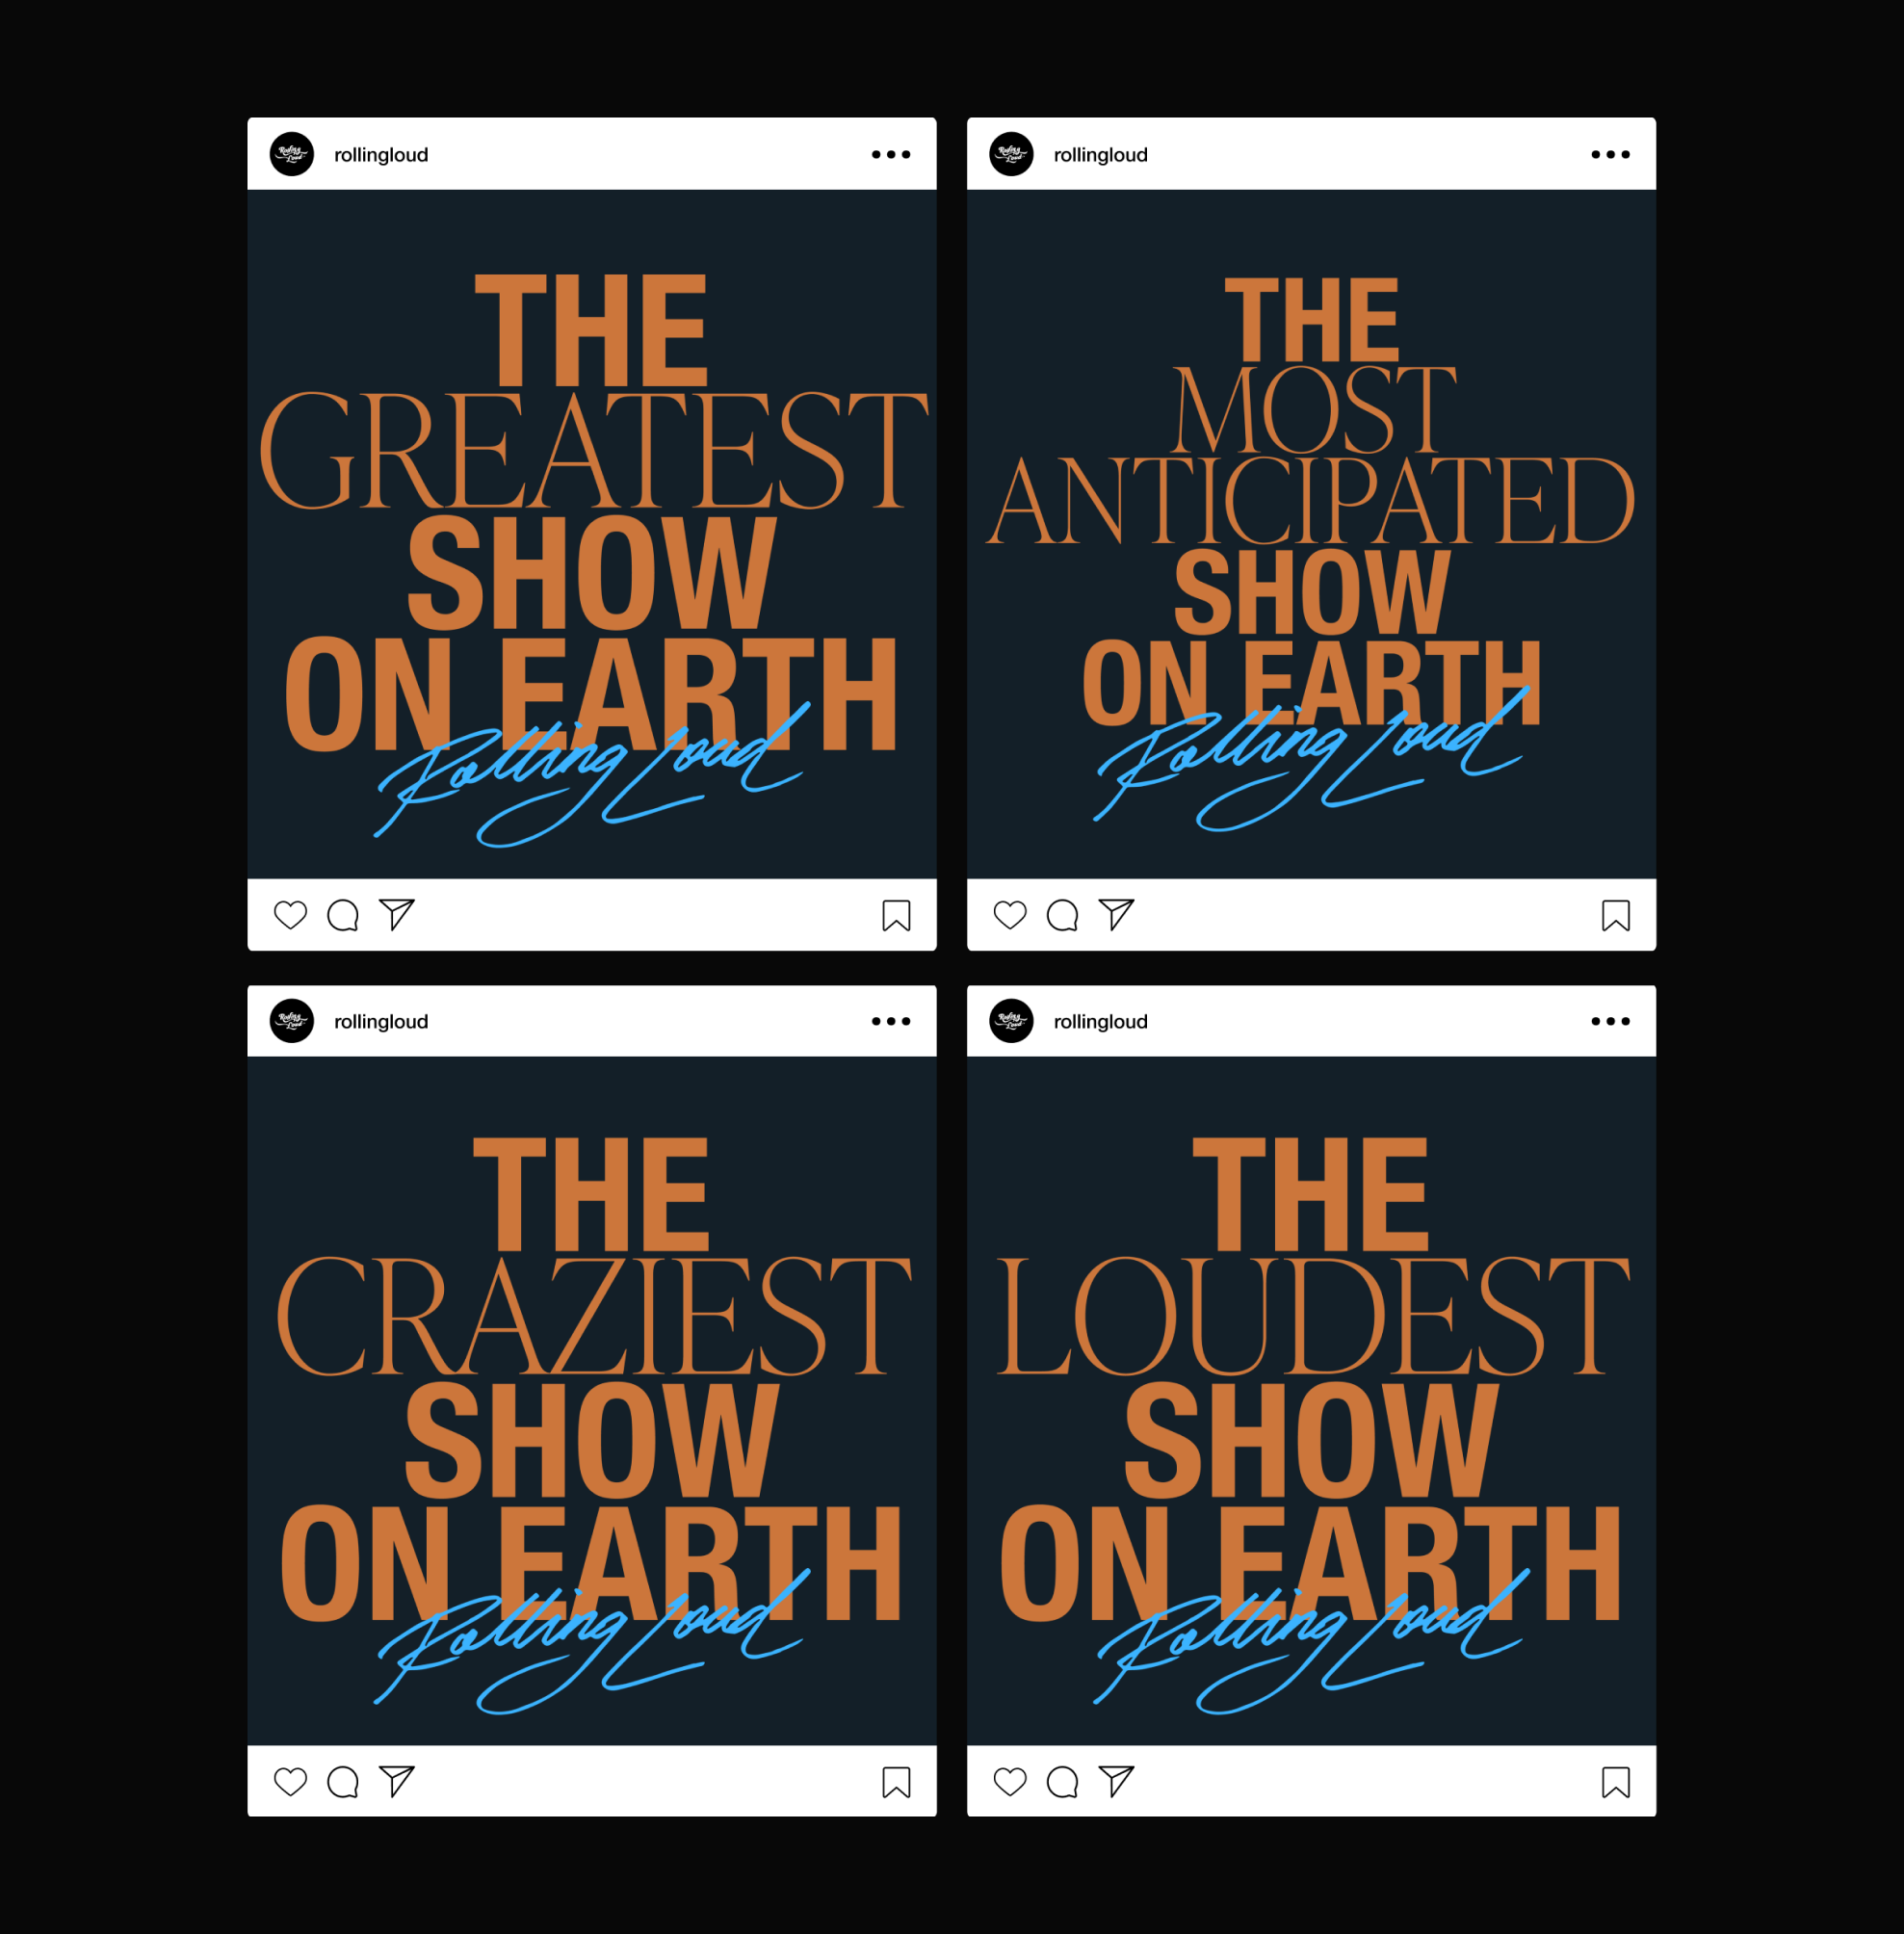 rollingloud
THE
GREATEST
SHOW
ON EARTH
Rolling Loud
rollingloud
THE
MOST
ANTICIPATED
SHOW
ON EARTH
Rolling Loud
rollingloud
THE
CRAZIEST
SHOW
ON EARTH
Rolling Loud
rollingloud
THE
LOUDEST
SHOW
ON EARTH
Rolling Loud